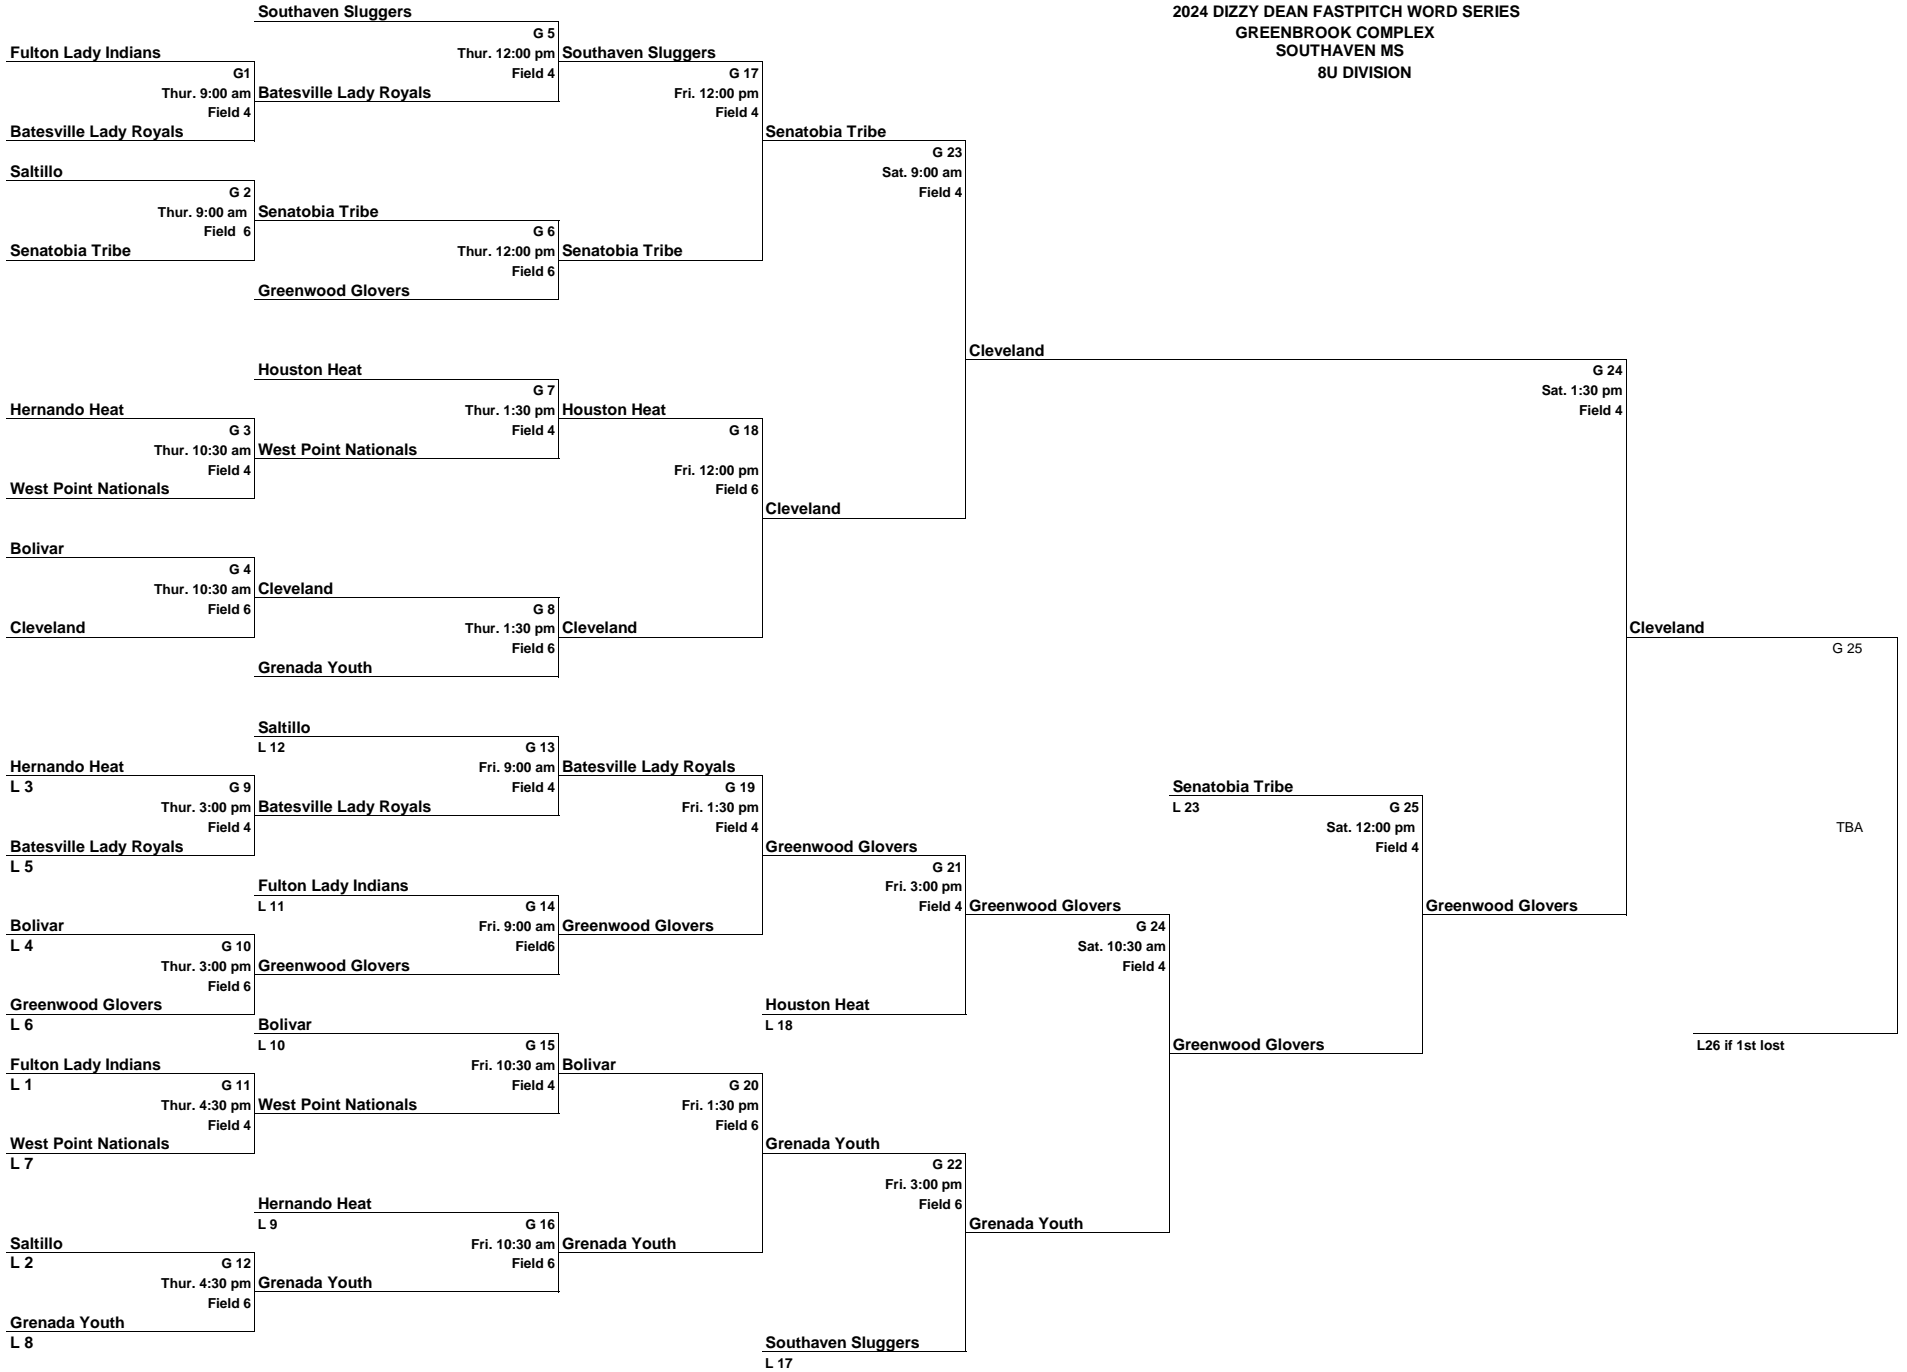 2024 DIZZY DEAN FASTPITCH WORD SERIES
GREENBROOK COMPLEX
SOUTHAVEN MS
8U DIVISION
Southaven Sluggers
G 5
Thur. 12:00 pm
Field 4
Fulton Lady Indians
G1
Thur. 9:00 am
Field 4
Batesville Lady Royals
Batesville Lady Royals
Southaven Sluggers
G 17
Fri. 12:00 pm
Field 4
Saltillo
G 2
Thur. 9:00 am
Field 6
Senatobia Tribe
Senatobia Tribe
G 6
Thur. 12:00 pm
Field 6
Greenwood Glovers
Senatobia Tribe
Senatobia Tribe
G 23
Sat. 9:00 am
Field 4
Houston Heat
G 7
Thur. 1:30 pm
Field 4
Hernando Heat
G 3
Thur. 10:30 am
Field 4
West Point Nationals
West Point Nationals
Houston Heat
G 18
Fri. 12:00 pm
Field 6
Bolivar
G 4
Thur. 10:30 am
Field 6
Cleveland
Cleveland
G 8
Thur. 1:30 pm
Field 6
Grenada Youth
Cleveland
Cleveland
Cleveland
G 24
Sat. 1:30 pm
Field 4
Cleveland
G 25
TBA
L26 if 1st lost
Saltillo
L 12
G 13
Fri. 9:00 am
Field 4
Hernando Heat
L 3
G 9
Thur. 3:00 pm
Field 4
Batesville Lady Royals
L 5
Batesville Lady Royals
Batesville Lady Royals
G 19
Fri. 1:30 pm
Field 4
Fulton Lady Indians
L 11
G 14
Fri. 9:00 am
Field6
Bolivar
L 4
G 10
Thur. 3:00 pm
Field 6
Greenwood Glovers
L 6
Greenwood Glovers
Greenwood Glovers
Greenwood Glovers
G 21
Fri. 3:00 pm
Field 4
Houston Heat
L 18
Greenwood Glovers
G 24
Sat. 10:30 am
Field 4
Senatobia Tribe
L 23
G 25
Sat. 12:00 pm
Field 4
Greenwood Glovers
Greenwood Glovers
Bolivar
L 10
G 15
Fri. 10:30 am
Field 4
Fulton Lady Indians
L 1
G 11
Thur. 4:30 pm
Field 4
West Point Nationals
L 7
West Point Nationals
Bolivar
G 20
Fri. 1:30 pm
Field 6
Hernando Heat
L 9
G 16
Fri. 10:30 am
Field 6
Saltillo
L 2
G 12
Thur. 4:30 pm
Field 6
Grenada Youth
L 8
Grenada Youth
Grenada Youth
Grenada Youth
G 22
Fri. 3:00 pm
Field 6
Southaven Sluggers
L 17
Grenada Youth